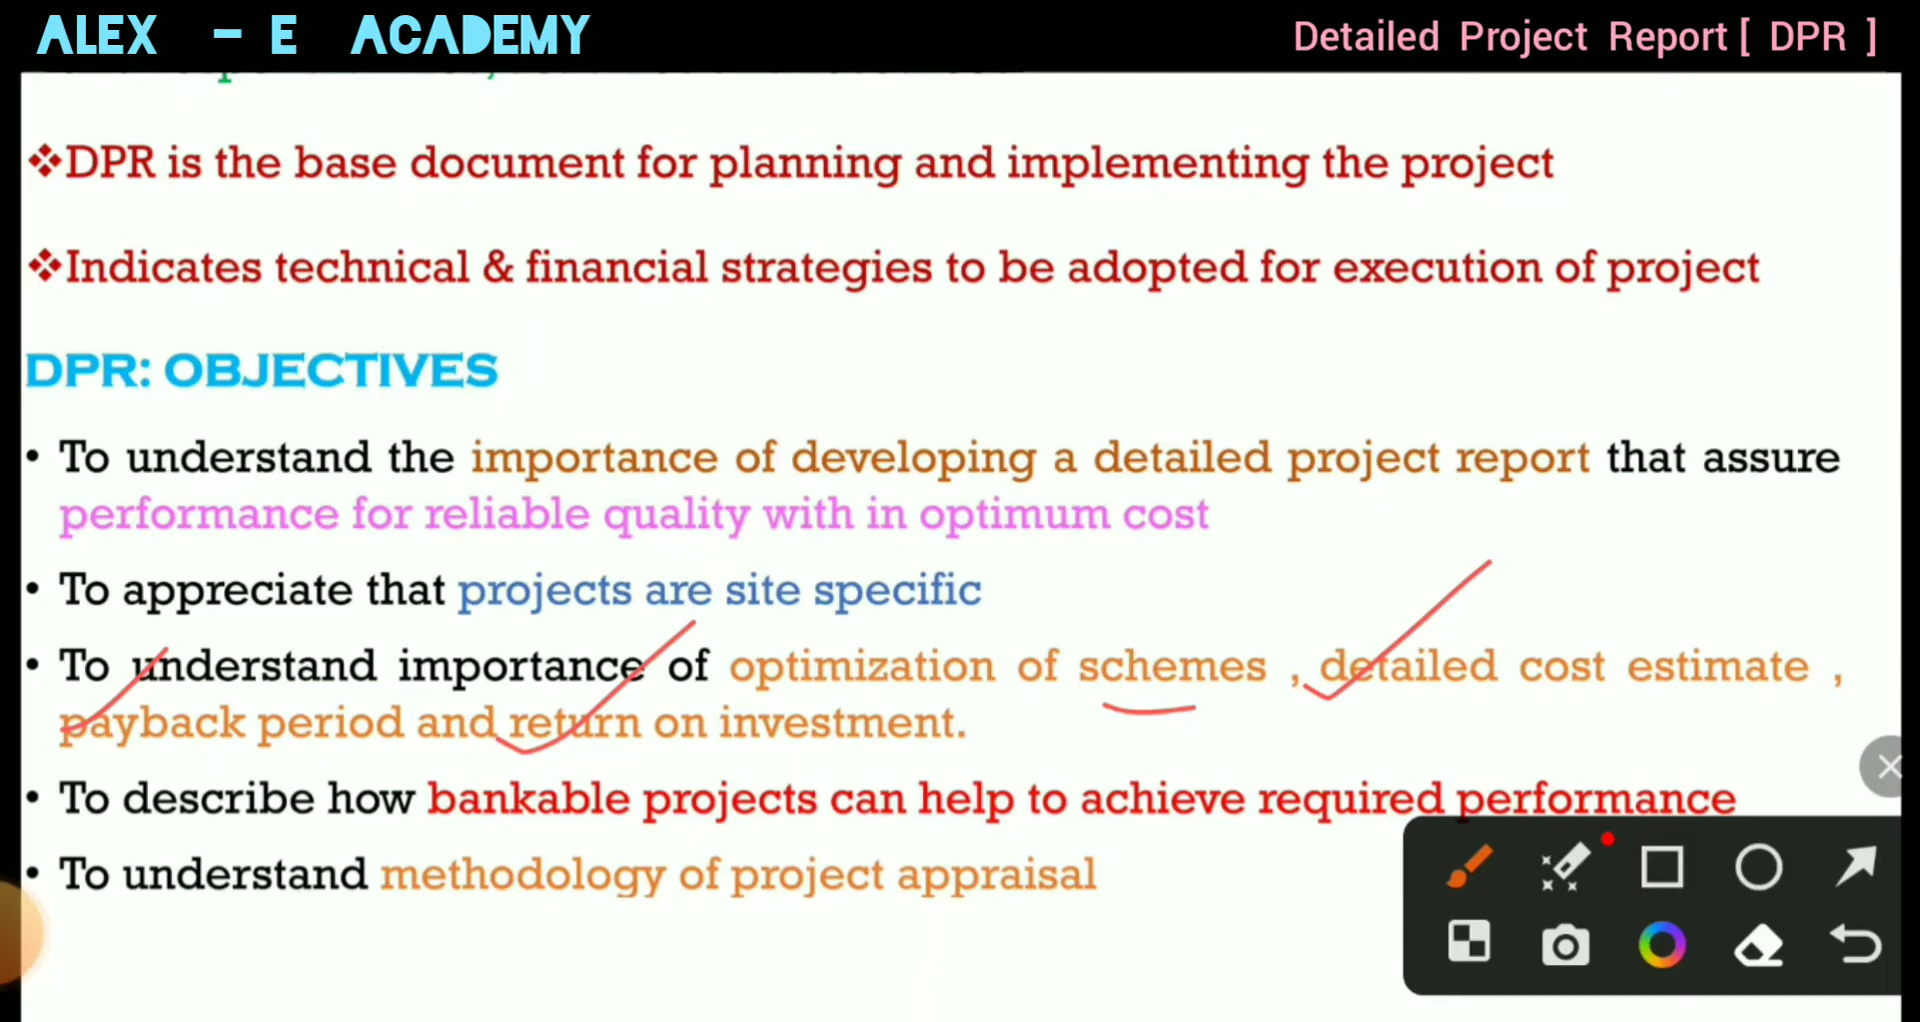 ALEX - E ACADEMY
Detailed Project Report [ DPR ]
❖DPR is the base document for planning and implementing the project
❖Indicates technical & financial strategies to be adopted for execution of project
DPR: OBJECTIVES
• To understand the importance of developing a detailed project report that assure
performance for reliable quality with in optimum cost
• To appreciate that projects are site specific
• To understand importance of optimization of schemes , detailed cost estimate ,
payback period and return on investment.
• To describe how bankable projects can help to achieve required performance
• To understand methodology of project appraisal